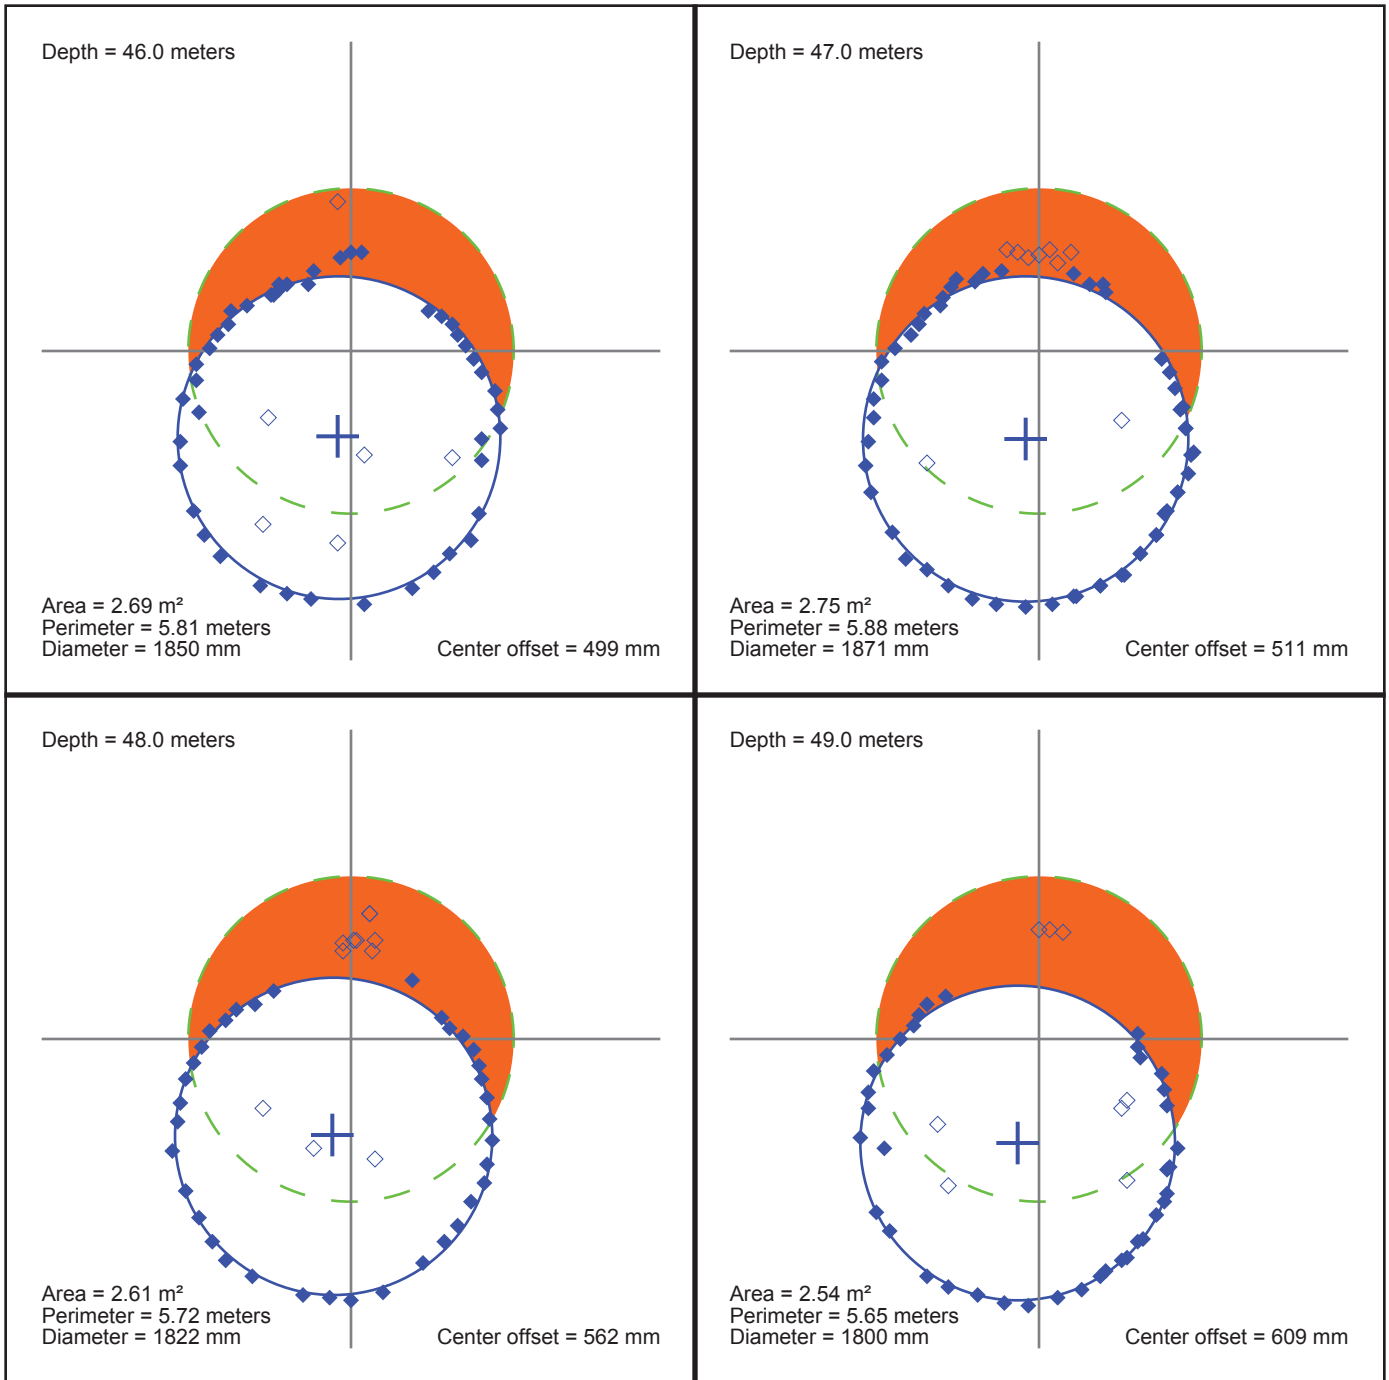 Depth = 46.0 meters
Area = 2.69 m²
Perimeter = 5.81 meters
Diameter = 1850 mm
Center offset = 499 mm
Depth = 47.0 meters
Area = 2.75 m²
Perimeter = 5.88 meters
Diameter = 1871 mm
Center offset = 511 mm
Depth = 48.0 meters
Area = 2.61 m²
Perimeter = 5.72 meters
Diameter = 1822 mm
Center offset = 562 mm
Depth = 49.0 meters
Area = 2.54 m²
Perimeter = 5.65 meters
Diameter = 1800 mm
Center offset = 609 mm